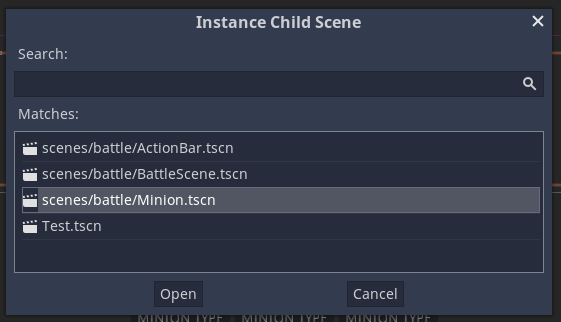 Instance Child Scene
Search:
Matches:
scenes/battle/ActionBar.tscn
scenes/battle/BattleScene.tscn
scenes/battle/Minion.tscn
Test.tscn
Open Cancel
MINION TYPE MINION TYPE MINION TYPE